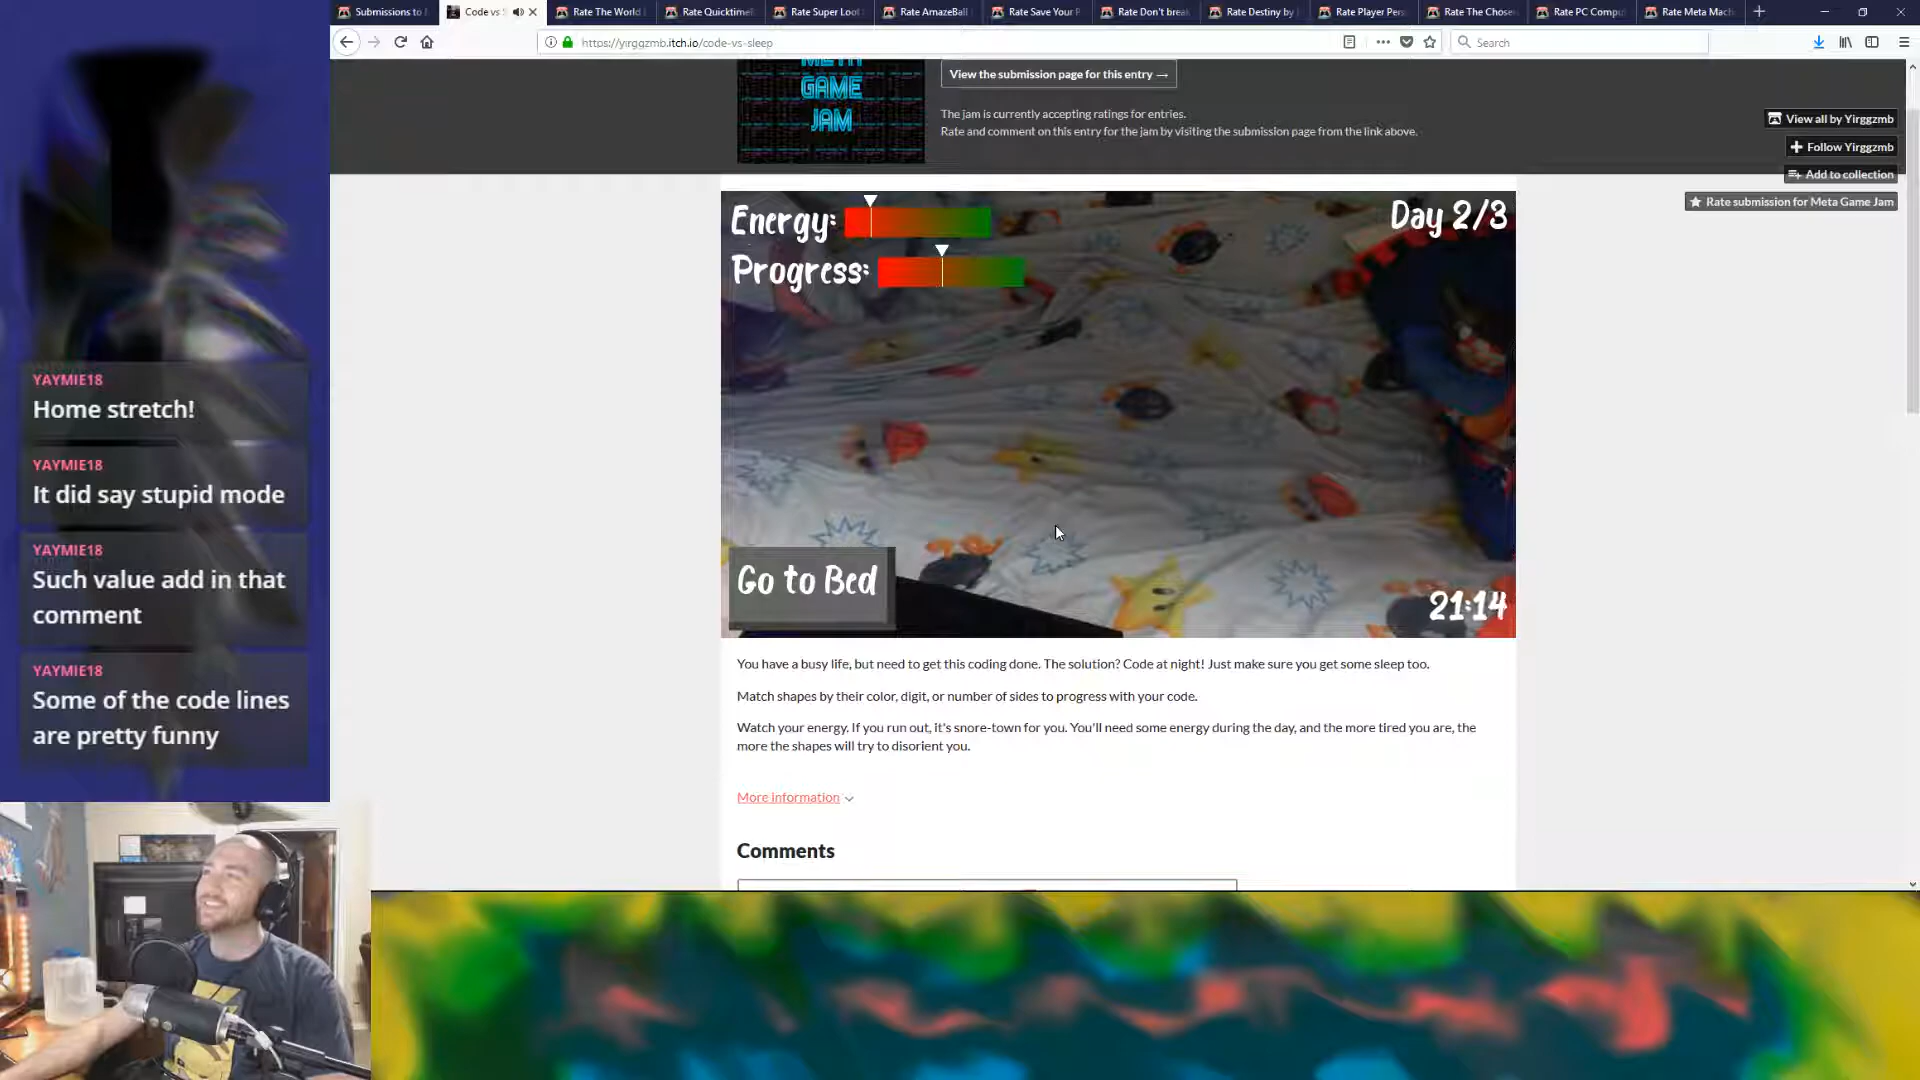 Submissions to
Code vs
Rate The World
Rate Quicktime
Rate Super Loot
Rate AmazeBall
Rate Save Your P
Rate Don't break
Rate Destiny by
Rate Player Pers
Rate The Chosen
Rate PC Compu
Rate Meta Mach
https://yirggzmb.itch.io/code-vs-sleep
Search
META
GAME
JAM
View the submission page for this entry →
The jam is currently accepting ratings for entries.
Rate and comment on this entry for the jam by visiting the submission page from the link above.
View all by Yirggzmb
Follow Yirggzmb
Add to collection
Rate submission for Meta Game Jam
Energy:
Progress:
Day 2/3
Go to Bed
21:14
You have a busy life, but need to get this coding done. The solution? Code at night! Just make sure you get some sleep too.
Match shapes by their color, digit, or number of sides to progress with your code.
Watch your energy. If you run out, it's snore-town for you. You'll need some energy during the day, and the more tired you are, the
more the shapes will try to disorient you.
More information
Comments
YAYMIE18
Home stretch!
YAYMIE18
It did say stupid mode
YAYMIE18
Such value add in that
comment
YAYMIE18
Some of the code lines
are pretty funny